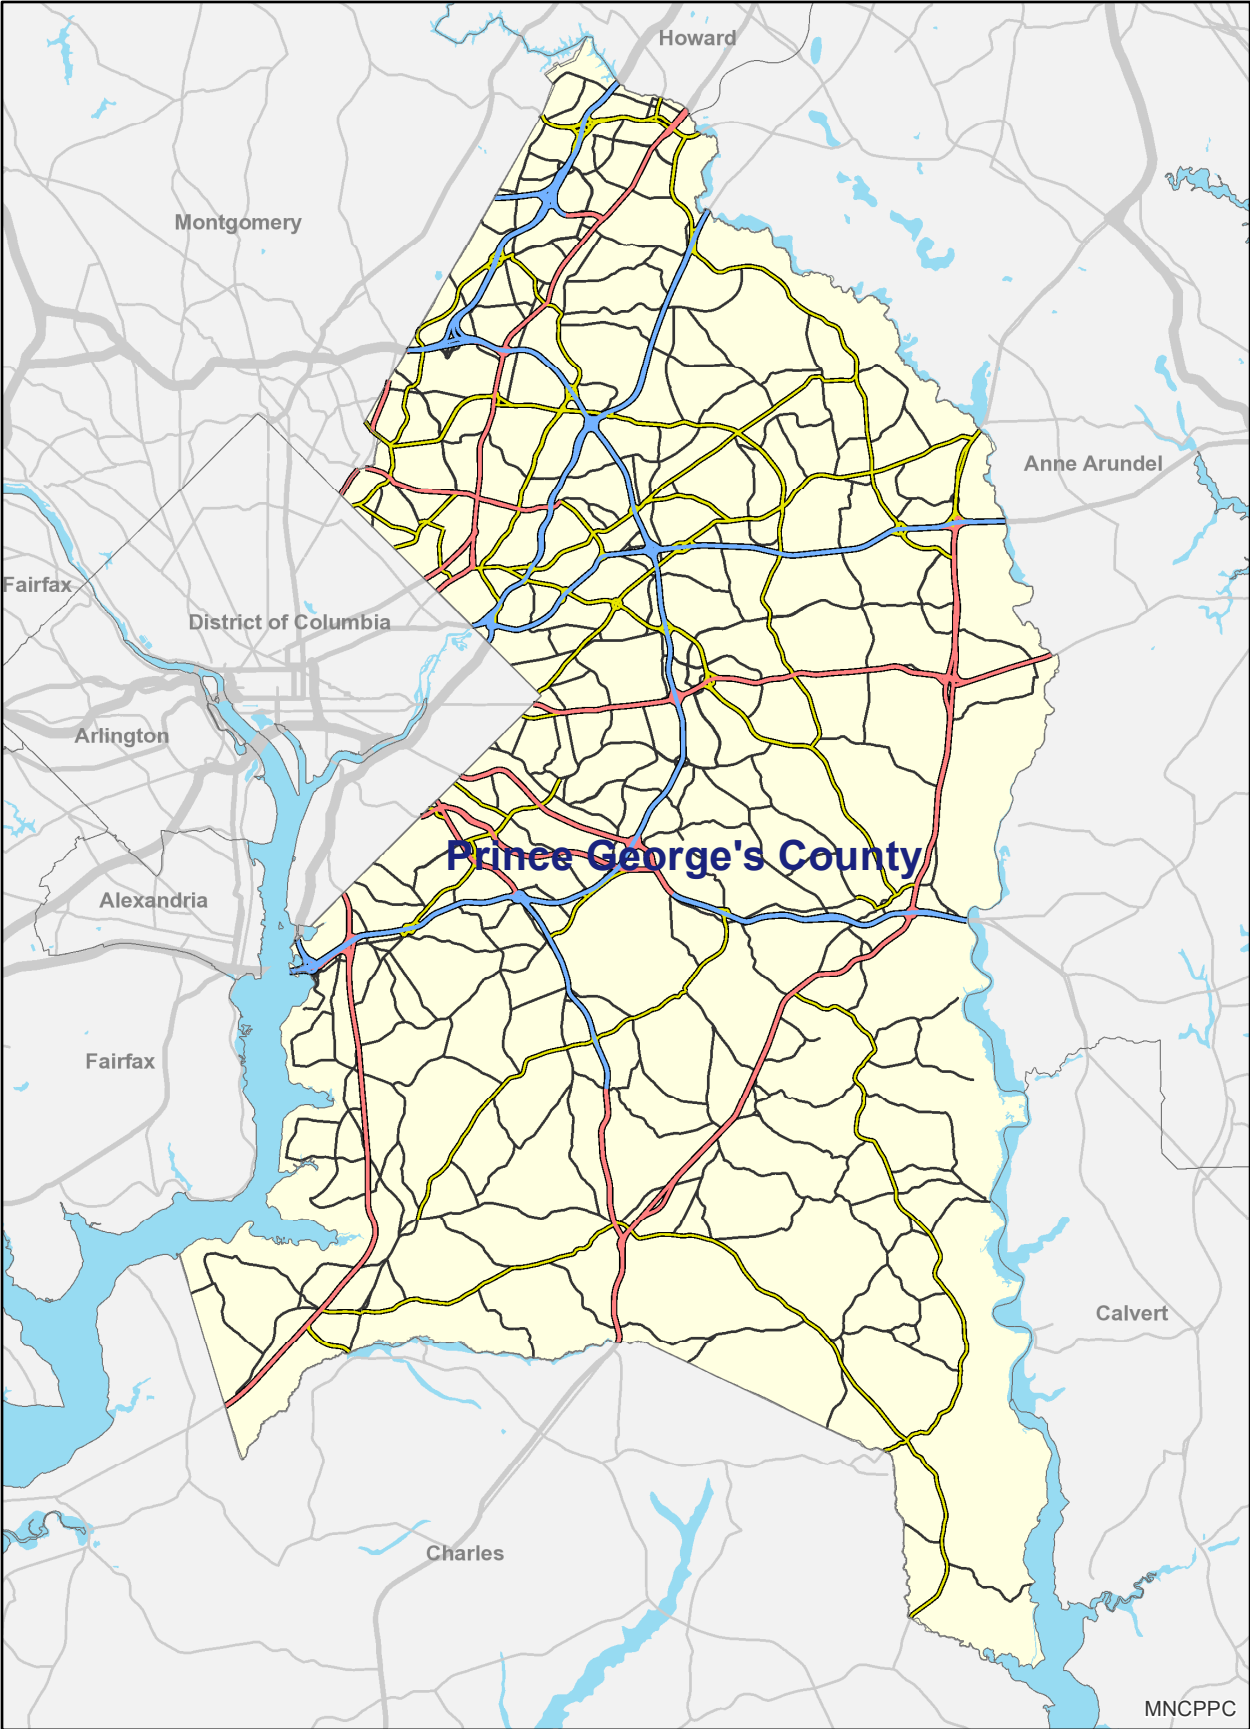 Howard
Montgomery
Anne Arundel
Fairfax
District of Columbia
Arlington
Prince George's County
Alexandria
Fairfax
Calvert
Charles
MNCPPC